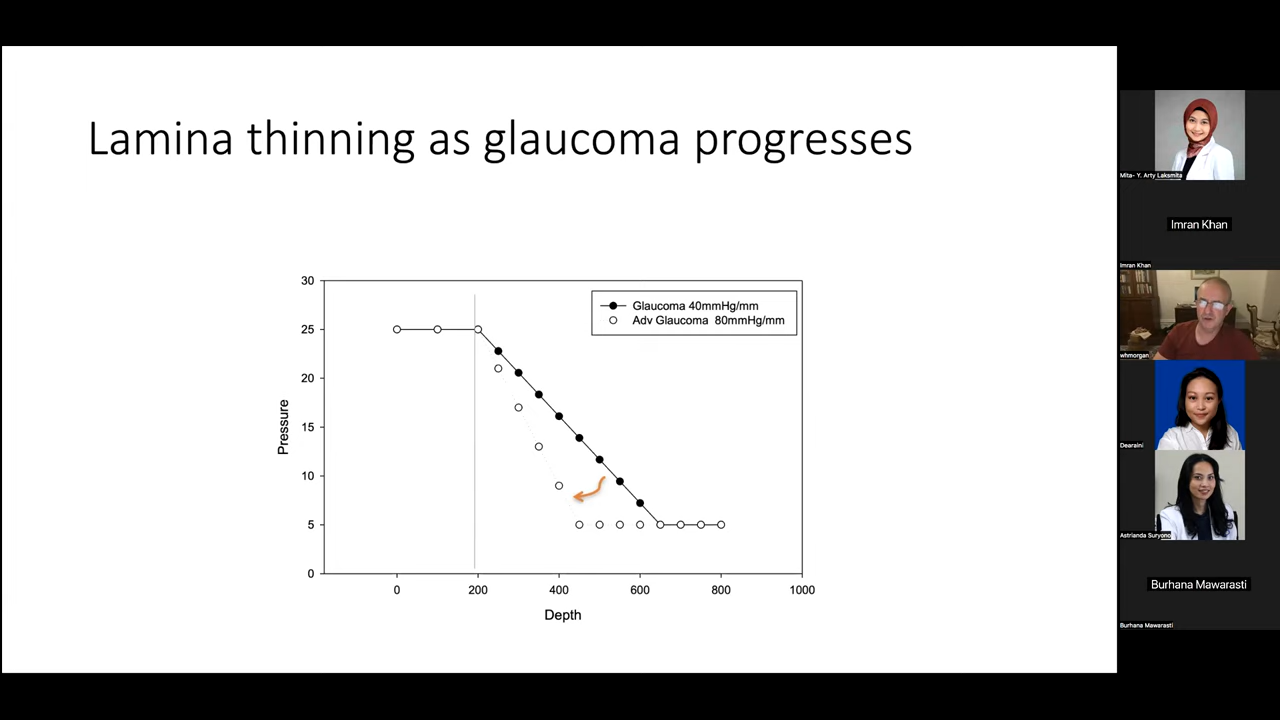 Lamina thinning as glaucoma progresses
30
25
20
15
10
5
0
Pressure
Glaucoma 40mmHg/mm
Adv Glaucoma 80mmHg/mm
0 200 400 600 800 1000
Depth
Mita- Y. Arty Laksmita
Imran Khan
Imran Khan
whmorgan
Dearaini
Astrianda Suryono
Burhana Mawarasti
Burhana Mawarasti